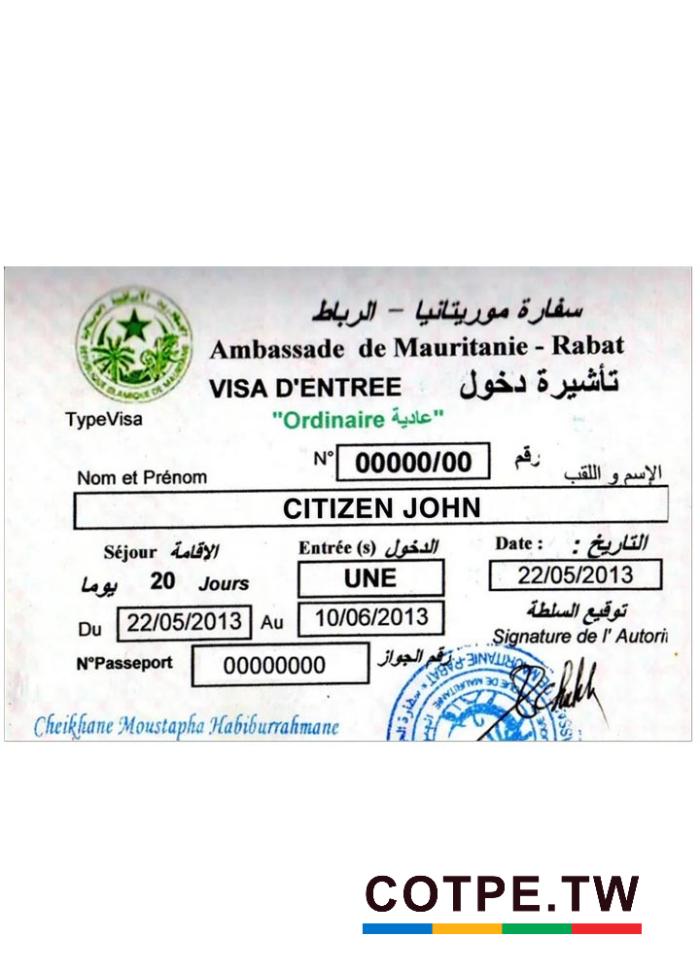 سفارة موريتانيا - الرباط
Ambassade de Mauritanie - Rabat
VISA D'ENTREE تأشيرة دخول
TypeVisa "Ordinaire عادية"
N° 00000/00 رقم
Nom et Prénom الإسم و اللقب
CITIZEN JOHN
Séjour الإقامة Entrée (s) الدخول Date : التاريخ :
يوما 20 Jours UNE 22/05/2013
Du 22/05/2013 Au 10/06/2013 توقيع السلطة
Signature de l' Autori
N°Passeport 00000000 رقم الجواز
Cheikhane Moustapha Habiburrahmane
COTPE.TW